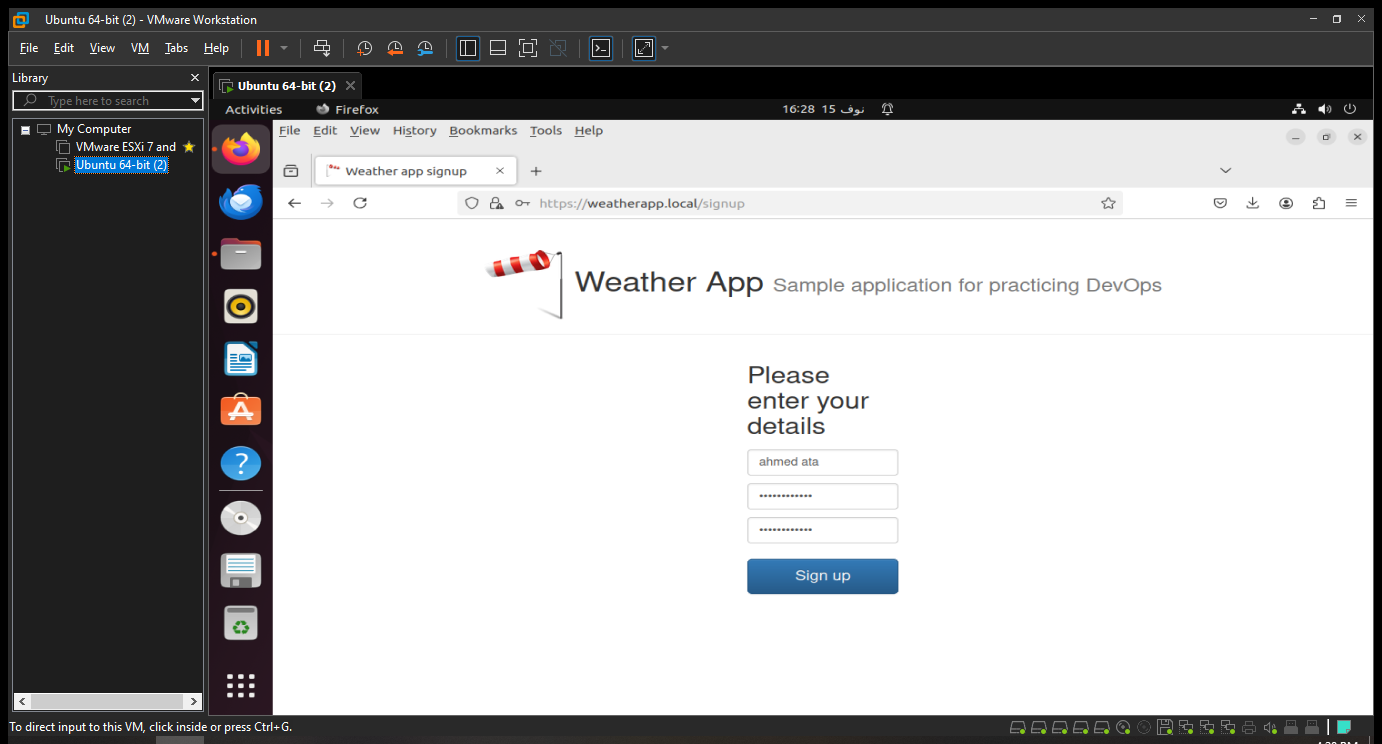 Ubuntu 64-bit (2) - VMware Workstation
File Edit View VM Tabs Help
Library
Type here to search
My Computer
VMware ESXi 7 and
Ubuntu 64-bit (2)
Ubuntu 64-bit (2)
Activities Firefox 16:28 15 نوف
File Edit View History Bookmarks Tools Help
Weather app signup
https://weatherapp.local/signup
Weather App Sample application for practicing DevOps
Please
enter your
details
ahmed ata
••••••••••••
••••••••••••
Sign up
To direct input to this VM, click inside or press Ctrl+G.